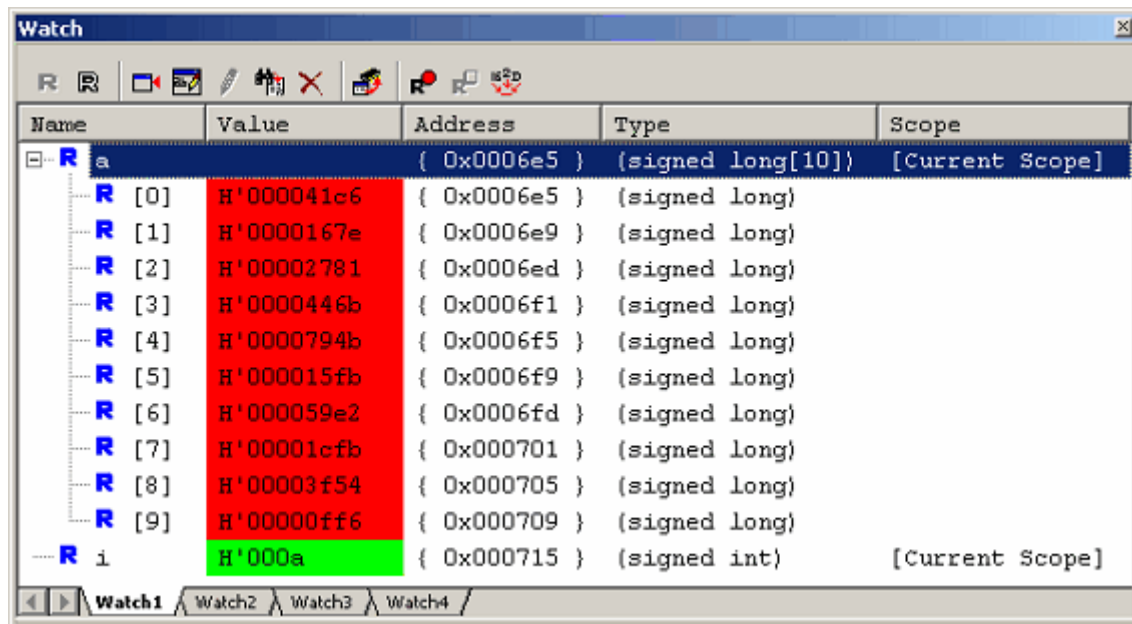 Watch
Name Value Address Type Scope
R a { 0x0006e5 } (signed long[10]) [Current Scope]
R [0] H'000041c6 { 0x0006e5 } (signed long)
R [1] H'0000167e { 0x0006e9 } (signed long)
R [2] H'00002781 { 0x0006ed } (signed long)
R [3] H'0000446b { 0x0006f1 } (signed long)
R [4] H'0000794b { 0x0006f5 } (signed long)
R [5] H'000015fb { 0x0006f9 } (signed long)
R [6] H'000059e2 { 0x0006fd } (signed long)
R [7] H'00001cfb { 0x000701 } (signed long)
R [8] H'00003f54 { 0x000705 } (signed long)
R [9] H'00000ff6 { 0x000709 } (signed long)
R i H'000a { 0x000715 } (signed int) [Current Scope]
Watch1 Watch2 Watch3 Watch4